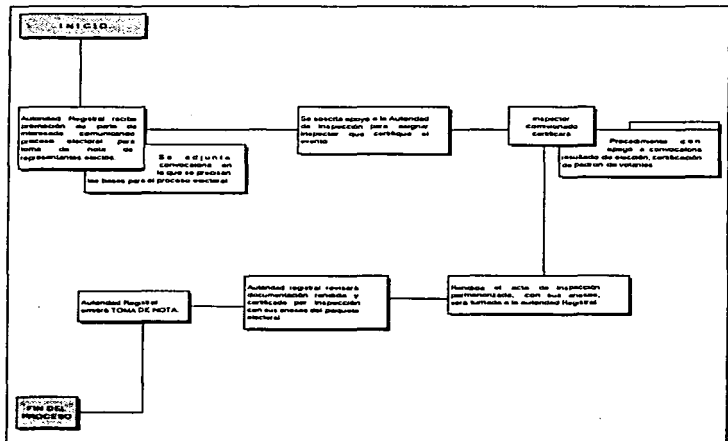 INICIO
Autoridad Registral recibe
promoción de parte de
interesado comunicando
proceso electoral para
toma de nota de
representantes electos.
Se adjunta
convocatoria en
la que se precisan
las bases para el proceso electoral
Se solicita apoyo a la Autoridad
de Inspección para asignar
inspector que certifique el
evento
Inspector
comisionado
certificará
Procedimiento con
apego a convocatoria
resultado de elección, certificación
de padrón de votantes
Rendida el acta de inspección
pormenorizada, con sus anexos,
será turnada a la autoridad Registral
Autoridad registral revisará
documentación rendida y
certificada por Inspección
con sus anexos del paquete
electoral
Autoridad Registral
emitirá TOMA DE NOTA.
FIN DEL
PROCESO